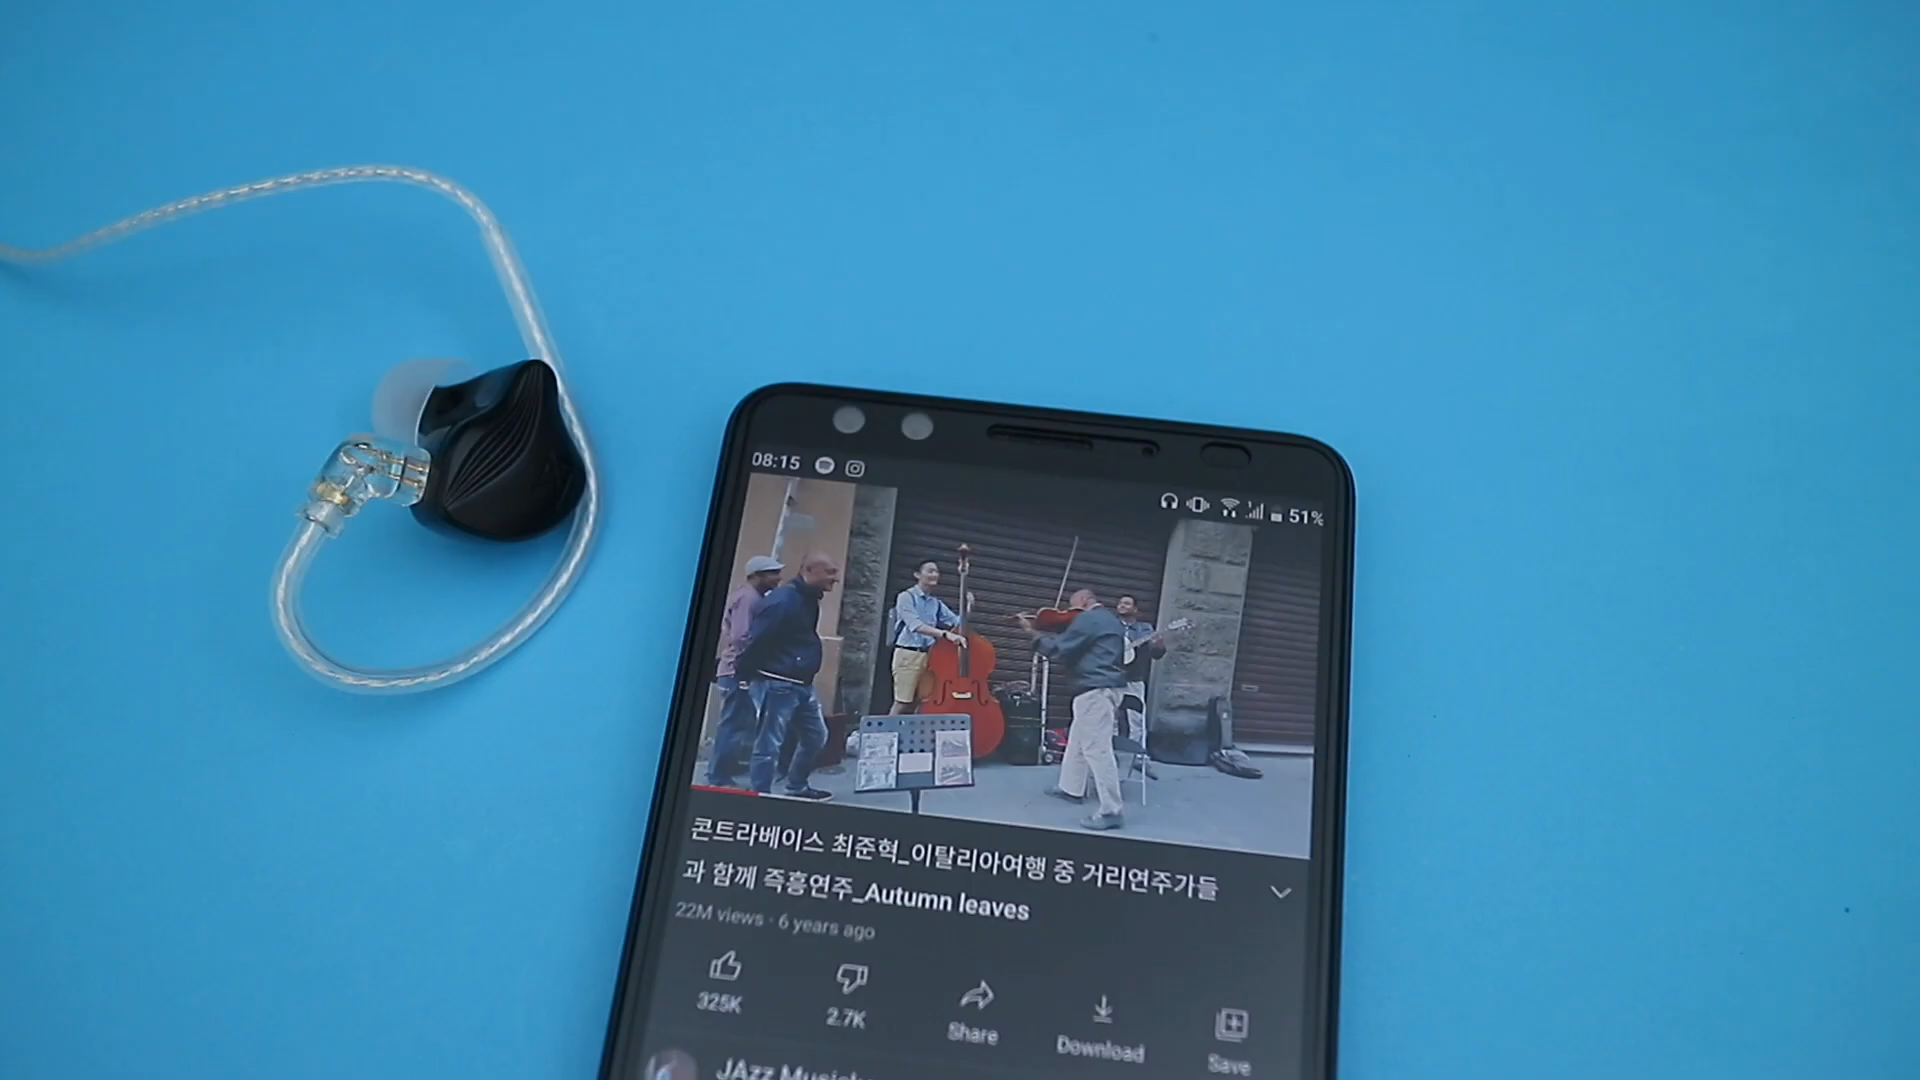 08:15
51%
콘트라베이스 최준혁_이탈리아여행 중 거리연주가들
과 함께 즉흥연주_Autumn leaves
22M views · 6 years ago
325K
2.7K
Share
Download
Save
JAzz